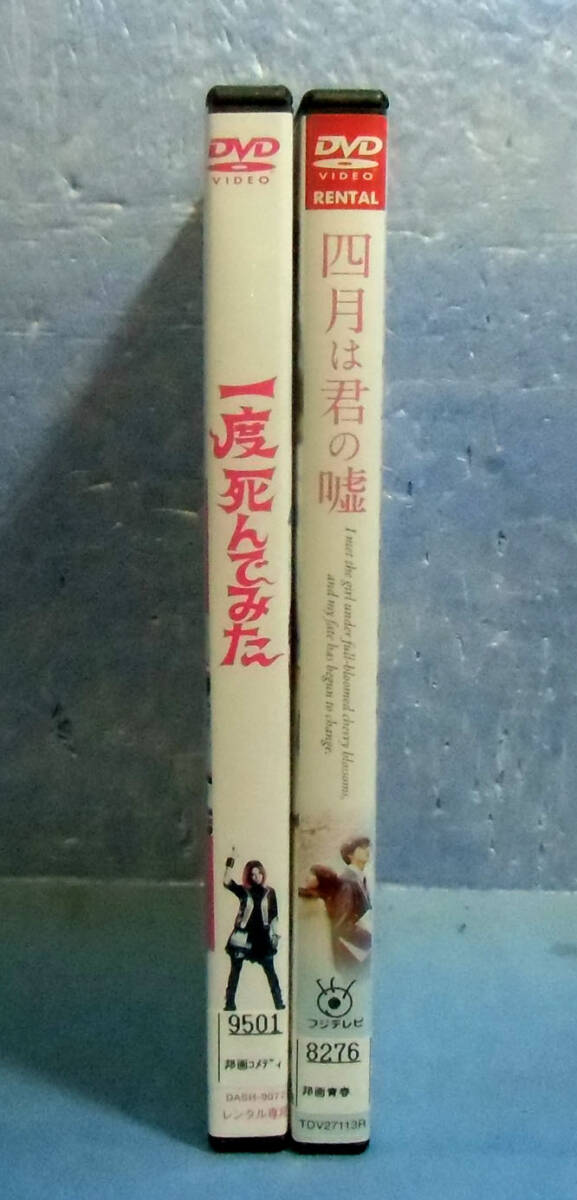 DVD
VIDEO
一度死んでみた
9501
邦画コメディ
レンタル専用
DVD
VIDEO
RENTAL
四月は君の嘘
I met the girl under full-bloomed cherry blossoms,
and my fate has begun to change.
フジテレビ
8276
邦画青春
TDV27113R